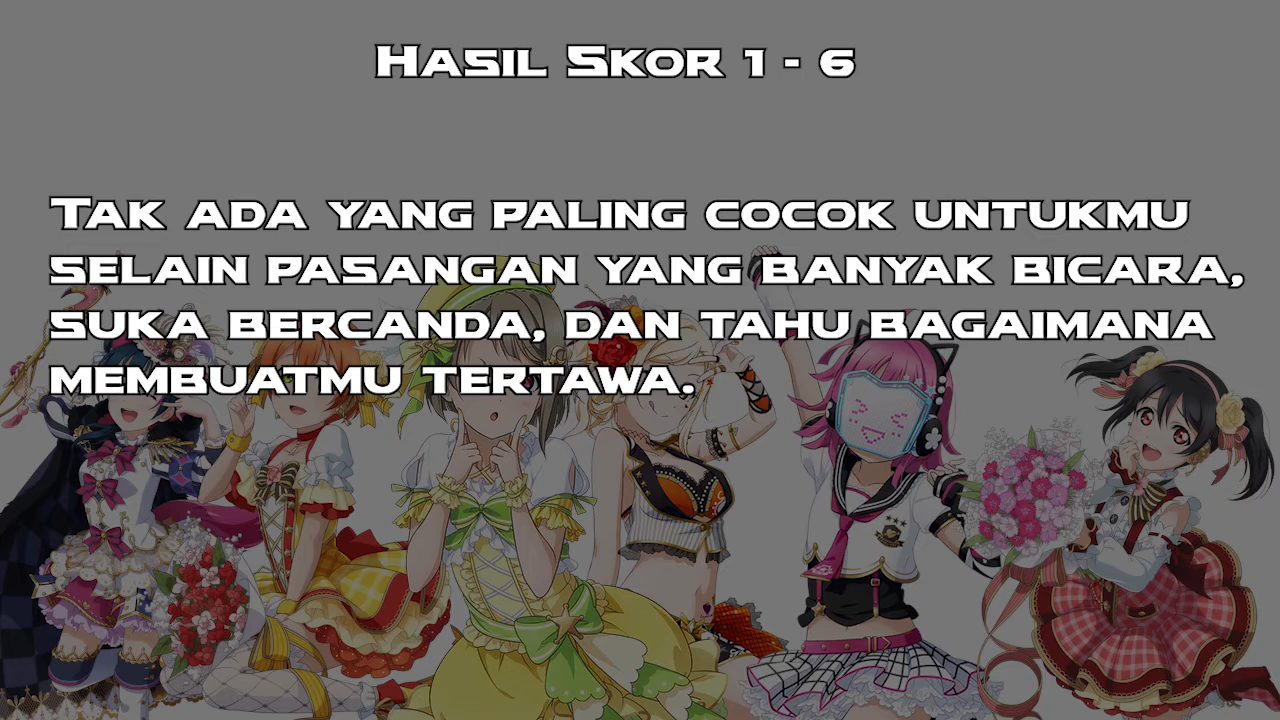 Hasil Skor 1 - 6
Tak ada yang paling cocok untukmu
selain pasangan yang banyak bicara,
suka bercanda, dan tahu bagaimana
membuatmu tertawa.